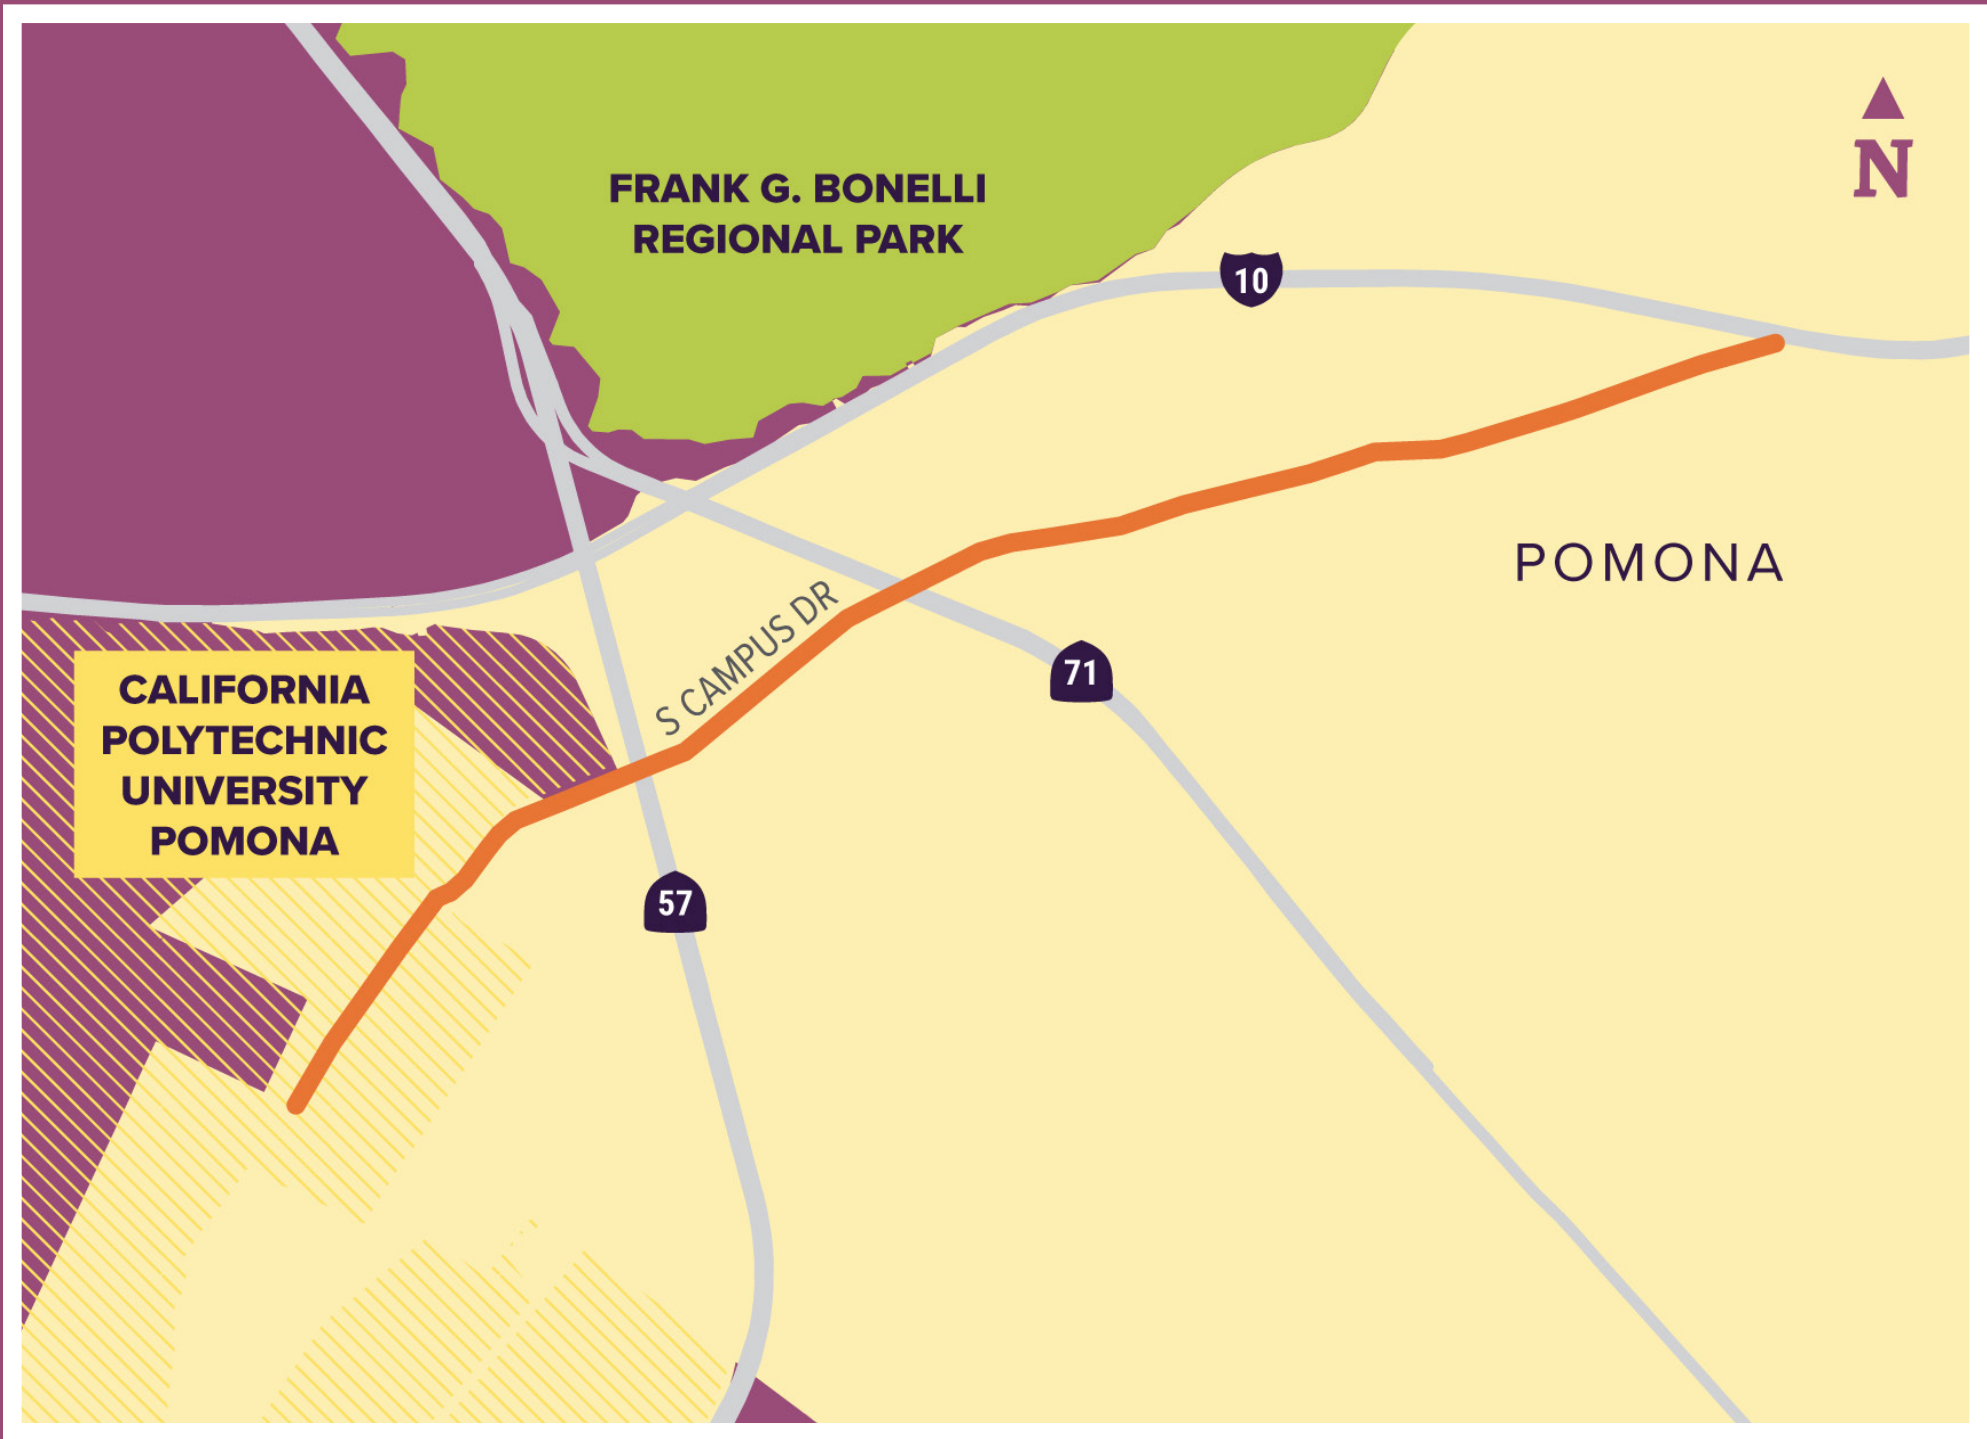 FRANK G. BONELLI
REGIONAL PARK
N
10
POMONA
S CAMPUS DR
71
CALIFORNIA
POLYTECHNIC
UNIVERSITY
POMONA
57